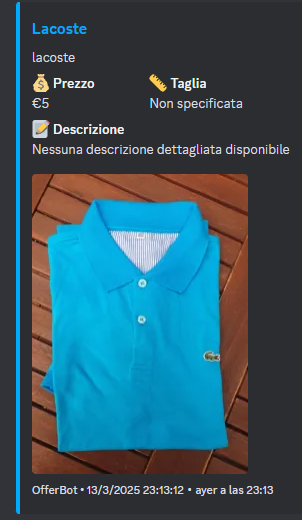 Lacoste
lacoste
Prezzo Taglia
€5 Non specificata
Descrizione
Nessuna descrizione dettagliata disponibile
OfferBot • 13/3/2025 23:13:12 • ayer a las 23:13